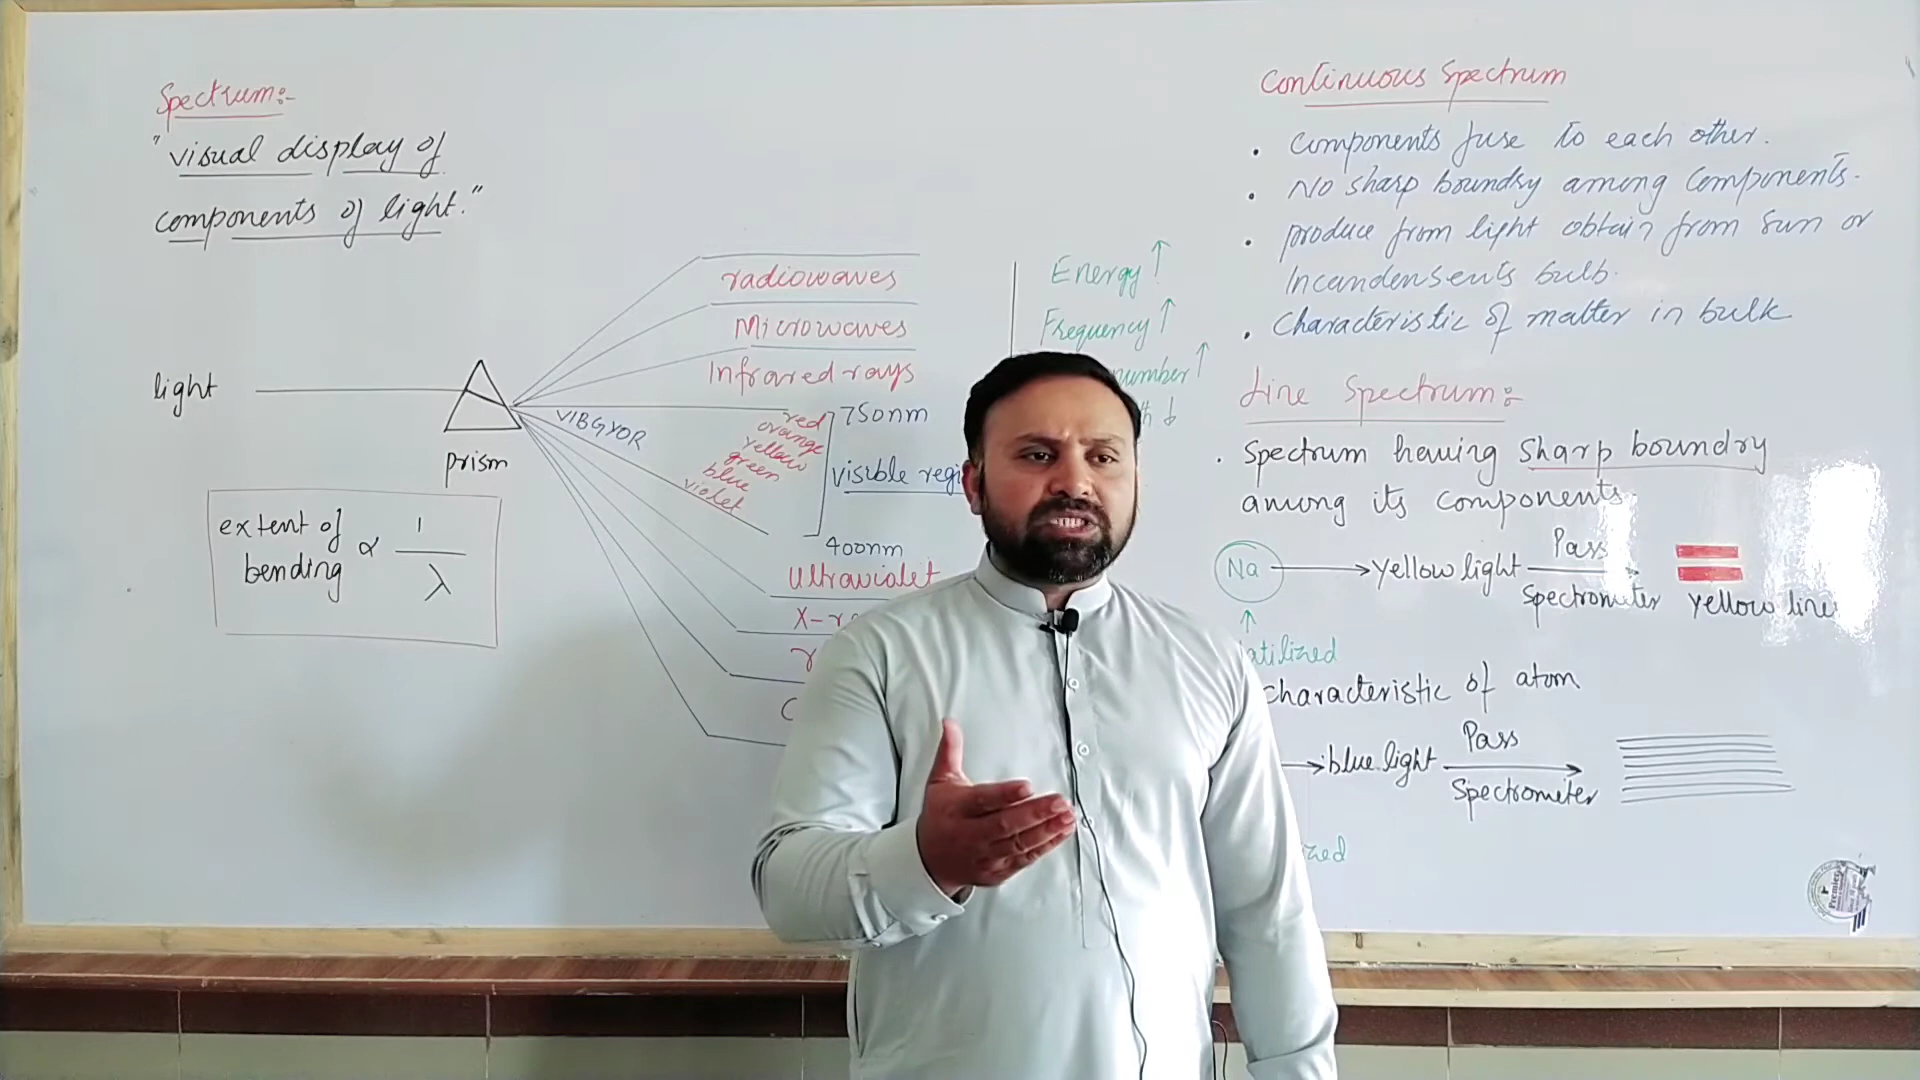 Spectrum:-
"visual display of
components of light."
light
prism
extent of
bending ∝ 1
λ
VIBGYOR
radiowaves
Microwaves
Infrared rays
red
orange
yellow
green
blue
violet
750nm
visible regi
400nm
Ultraviolet
X-r
Energy ↑
Frequency ↑
number ↑
↓
Continuous Spectrum
• Components fuse to each other.
• No sharp boundry among Components.
• produce from light obtain from sun or
Incandensents bulb.
• Characteristic of matter in bulk
Line Spectrum:
• Spectrum having sharp boundry
among its components.
Na → yellow light Pass
Spectrometer
yellow line
↑
atilized
characteristic of atom
→ blue light Pass
Spectrometer
ized
Premier